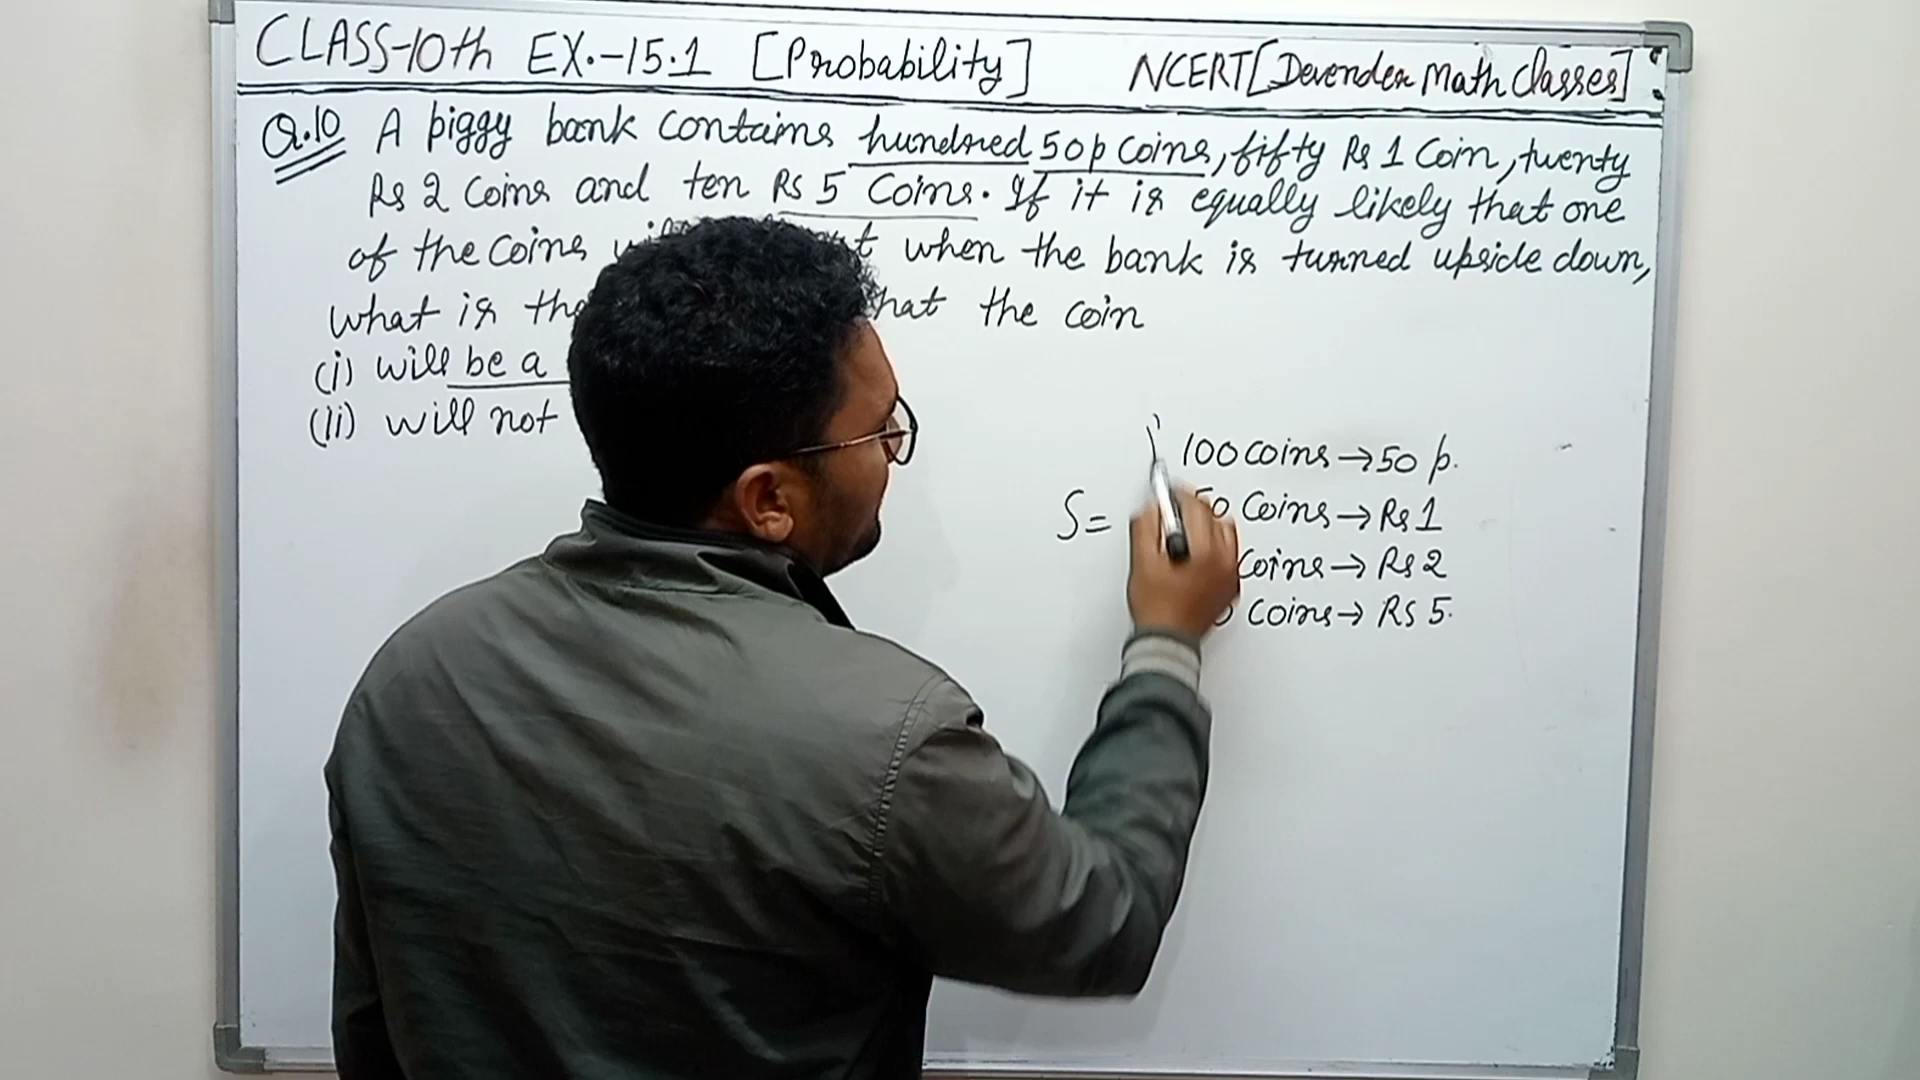 CLASS-10th EX.-15.1 [Probability] NCERT[Devender Math Classes]
Q.10 A piggy bank contains hundred 50p coins, fifty Rs 1 Coin, twenty
Rs 2 Coins and ten Rs 5 Coins. If it is equally likely that one
of the coins when the bank is turned upside down,
what is that the coin
(i) will be a
(ii) will not
100 coins → 50 p.
S= Coins → Rs 1
coins → Rs 2
Coins → Rs 5.